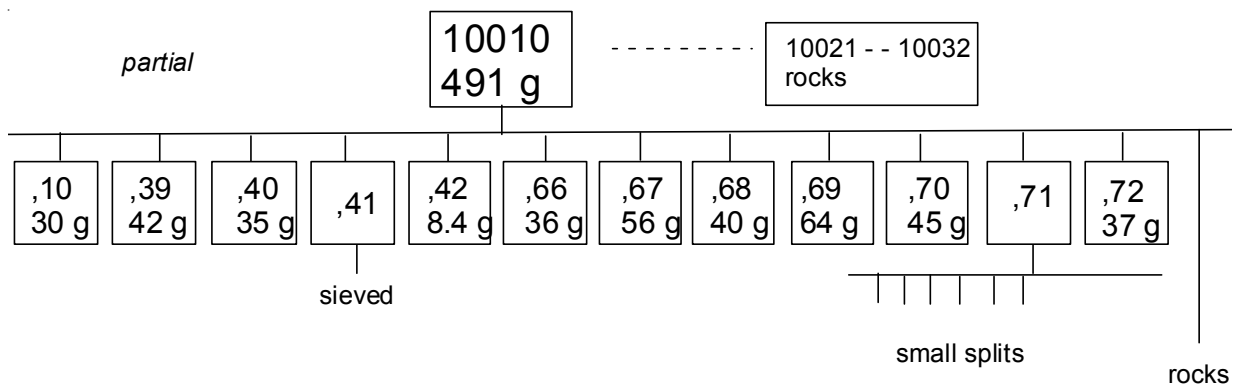 partial
10010
491 g
10021 - - 10032
rocks
,10
30 g
,39
42 g
,40
35 g
,41
,42
8.4 g
,66
36 g
,67
56 g
,68
40 g
,69
64 g
,70
45 g
,71
,72
37 g
sieved
small splits
rocks